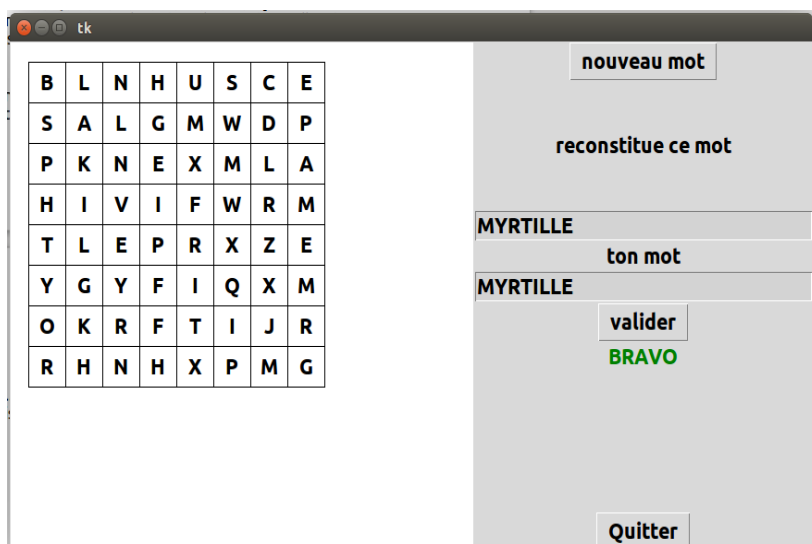 tk
B L N H U S C E
S A L G M W D P
P K N E X M L A
H I V I F W R M
T L E P R X Z E
Y G Y F I Q X M
O K R F T I J R
R H N H X P M G
nouveau mot
reconstitue ce mot
MYRTILLE
ton mot
MYRTILLE
valider
BRAVO
Quitter